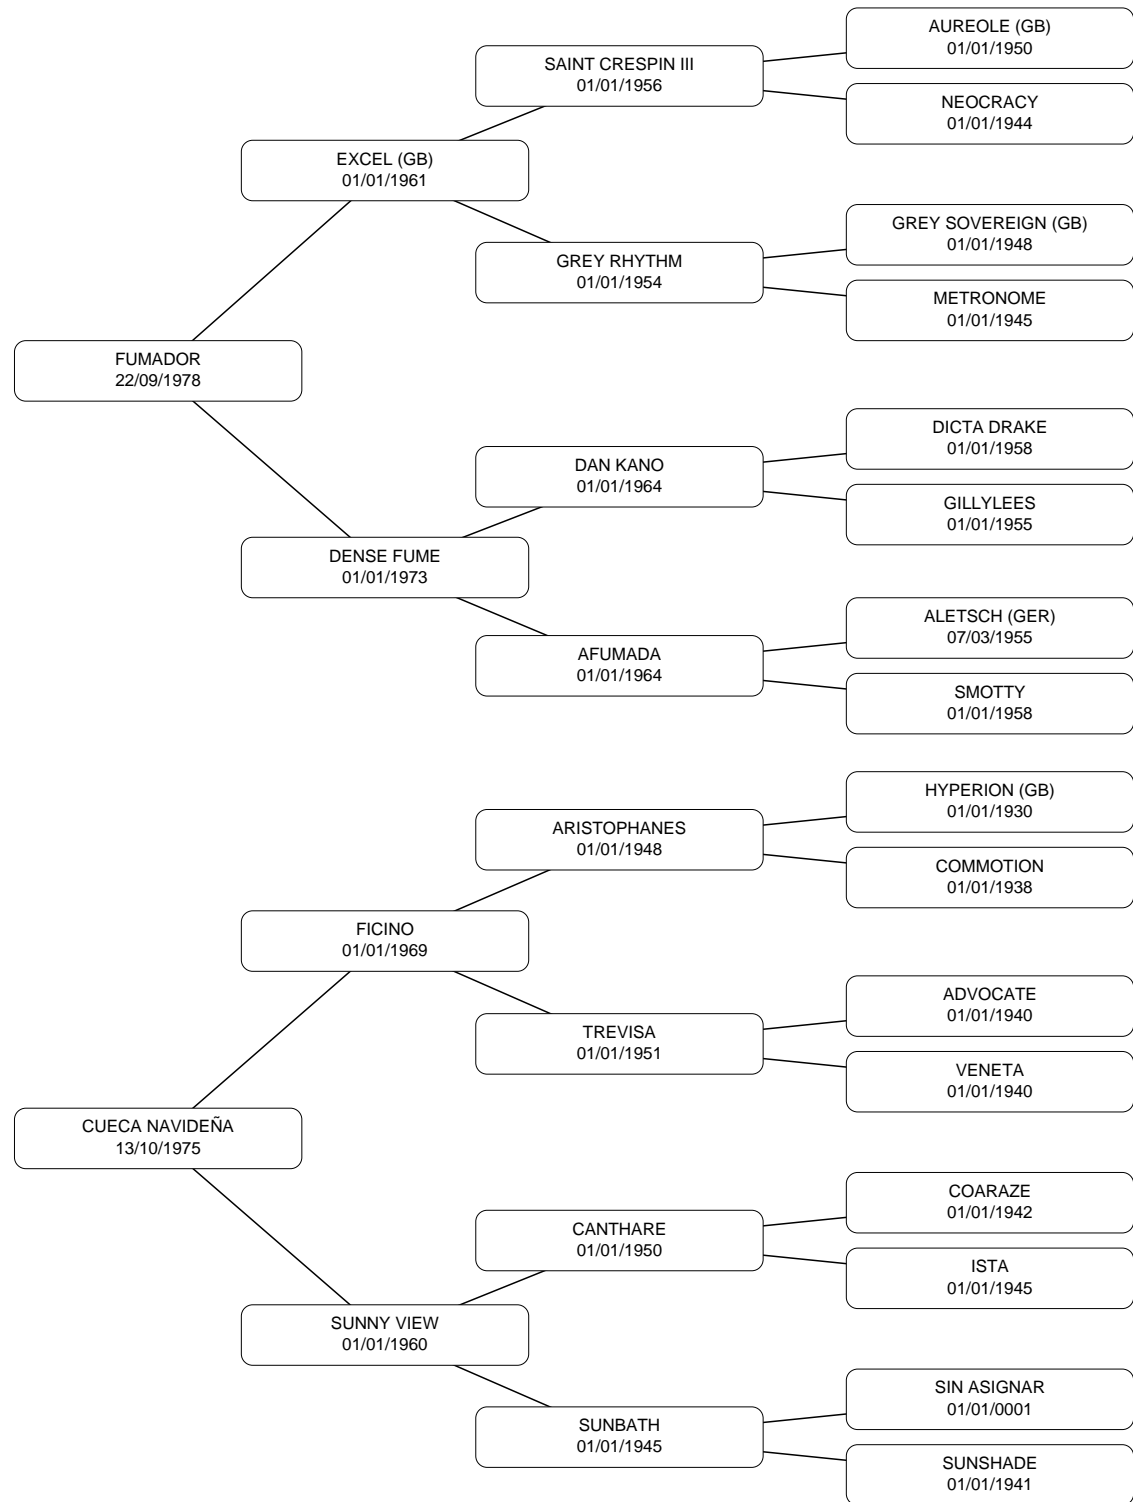 AUREOLE (GB)
01/01/1950
SAINT CRESPIN III
01/01/1956
NEOCRACY
01/01/1944
EXCEL (GB)
01/01/1961
GREY SOVEREIGN (GB)
01/01/1948
GREY RHYTHM
01/01/1954
METRONOME
01/01/1945
FUMADOR
22/09/1978
DICTA DRAKE
01/01/1958
DAN KANO
01/01/1964
GILLYLEES
01/01/1955
DENSE FUME
01/01/1973
ALETSCH (GER)
07/03/1955
AFUMADA
01/01/1964
SMOTTY
01/01/1958
HYPERION (GB)
01/01/1930
ARISTOPHANES
01/01/1948
COMMOTION
01/01/1938
FICINO
01/01/1969
ADVOCATE
01/01/1940
TREVISA
01/01/1951
VENETA
01/01/1940
CUECA NAVIDEÑA
13/10/1975
COARAZE
01/01/1942
CANTHARE
01/01/1950
ISTA
01/01/1945
SUNNY VIEW
01/01/1960
SIN ASIGNAR
01/01/0001
SUNBATH
01/01/1945
SUNSHADE
01/01/1941